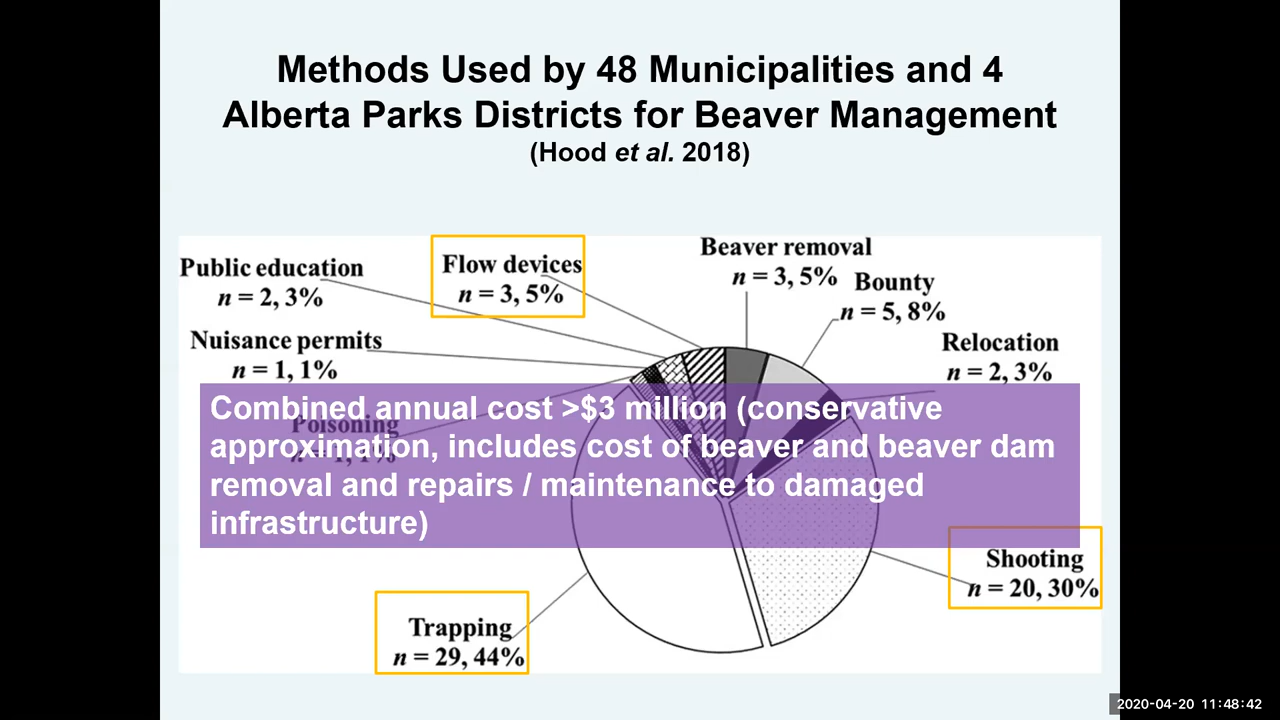 Methods Used by 48 Municipalities and 4
Alberta Parks Districts for Beaver Management
(Hood et al. 2018)
Public education
n = 2, 3%
Flow devices
n = 3, 5%
Beaver removal
n = 3, 5%
Bounty
n = 5, 8%
Nuisance permits
n = 1, 1%
Relocation
n = 2, 3%
Poisoning
n = 1, 1%
Combined annual cost >$3 million (conservative
approximation, includes cost of beaver and beaver dam
removal and repairs / maintenance to damaged
infrastructure)
Shooting
n = 20, 30%
Trapping
n = 29, 44%
2020-04-20 11:48:42